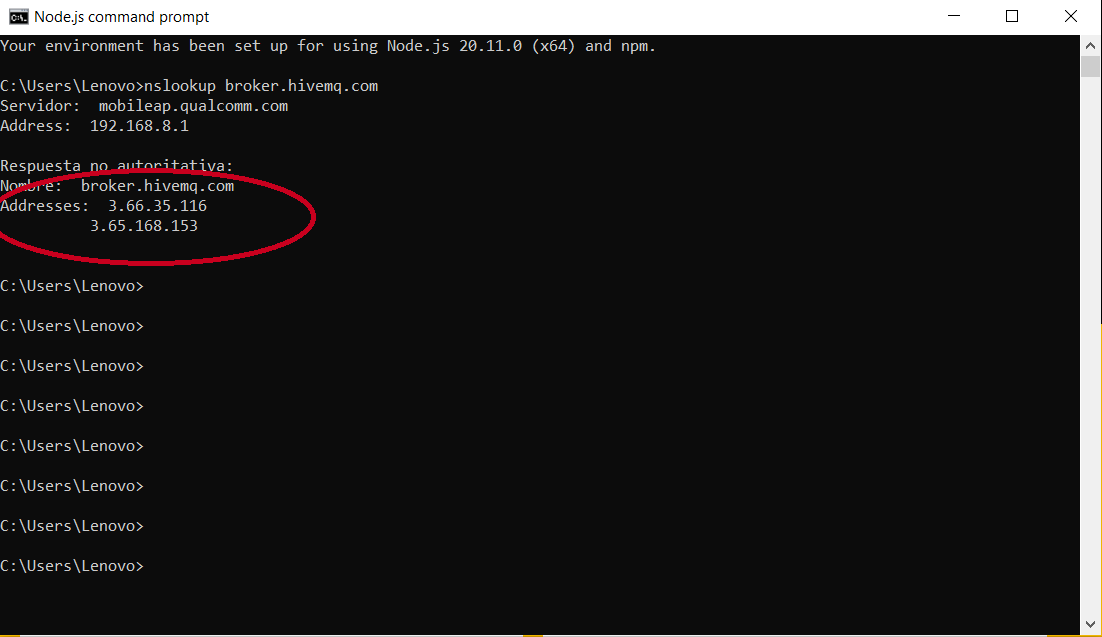 Node.js command prompt
Your environment has been set up for using Node.js 20.11.0 (x64) and npm.
C:\Users\Lenovo>nslookup broker.hivemq.com
Servidor:  mobileap.qualcomm.com
Address:  192.168.8.1
Respuesta no autoritativa:
Nombre:  broker.hivemq.com
Addresses:  3.66.35.116
3.65.168.153
C:\Users\Lenovo>
C:\Users\Lenovo>
C:\Users\Lenovo>
C:\Users\Lenovo>
C:\Users\Lenovo>
C:\Users\Lenovo>
C:\Users\Lenovo>
C:\Users\Lenovo>